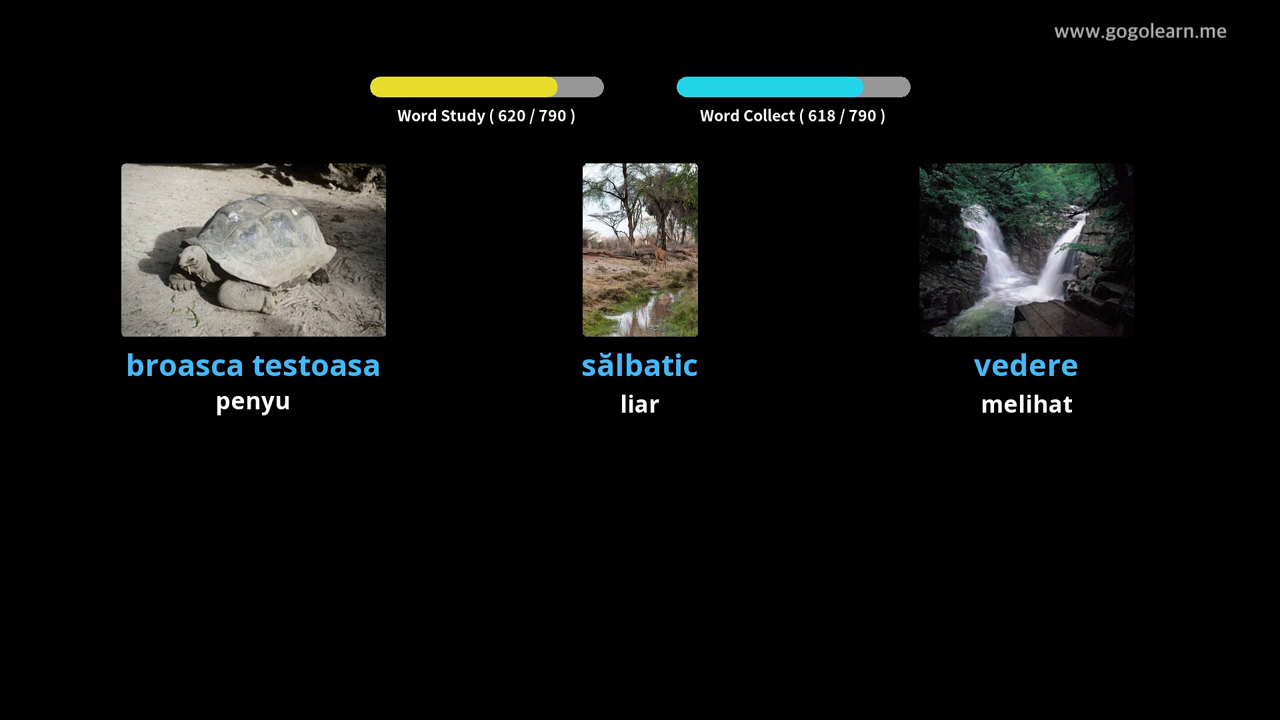 www.gogolearn.me
Word Study ( 620 / 790 )
Word Collect ( 618 / 790 )
broasca testoasa
penyu
sălbatic
liar
vedere
melihat